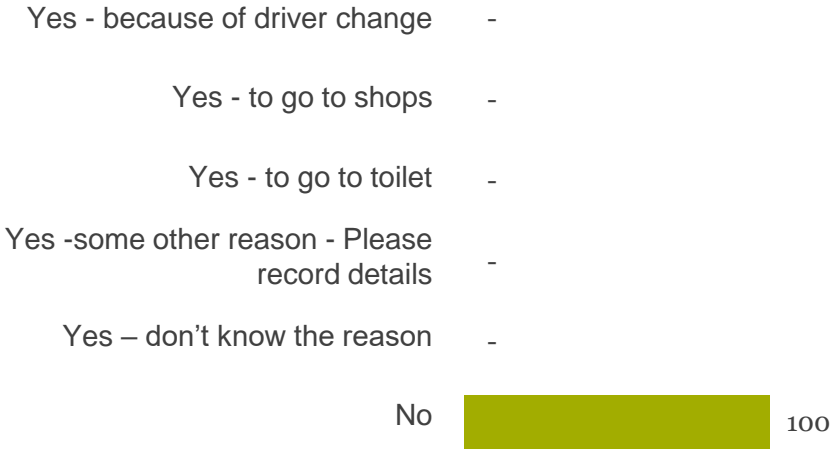 Yes - because of driver change -
Yes - to go to shops -
Yes - to go to toilet -
Yes -some other reason - Please
record details -
Yes – don’t know the reason -
No 100